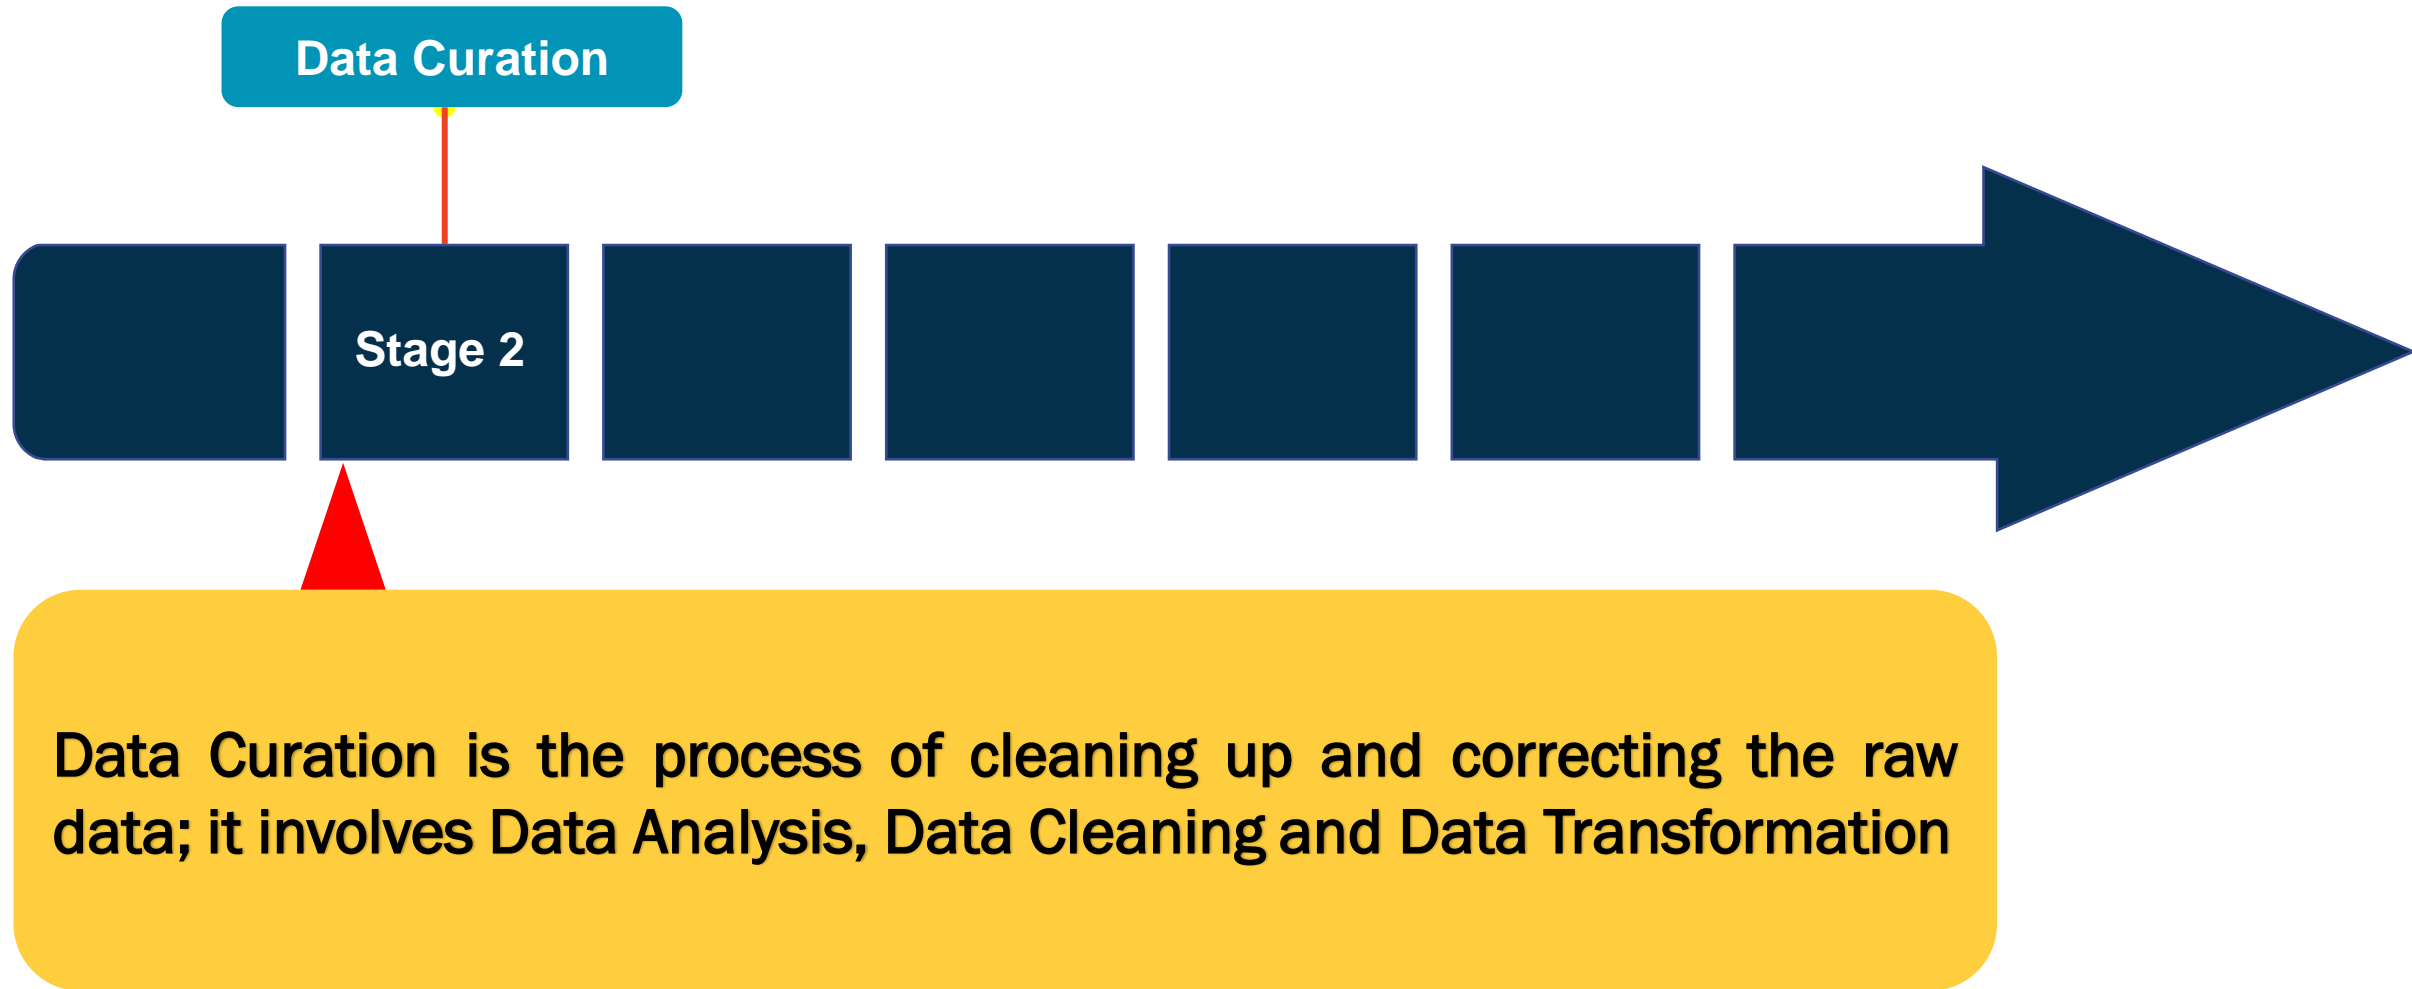 Data Curation
Stage 2
Data Curation is the process of cleaning up and correcting the raw
data; it involves Data Analysis, Data Cleaning and Data Transformation